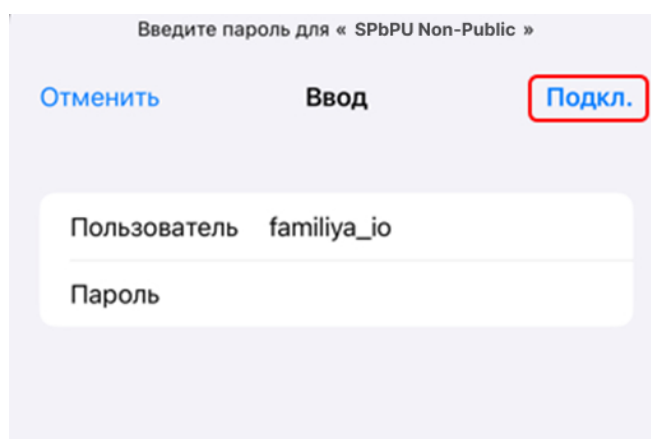 Введите пароль для « SPbPU Non-Public »
Отменить Ввод Подкл.
Пользователь familiya_io
Пароль